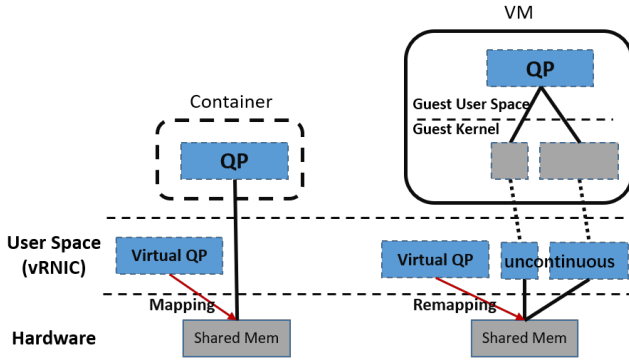 VM
QP
Guest User Space
Guest Kernel
Container
QP
User Space
(vRNIC)
Virtual QP
Virtual QP
uncontinuous
Mapping
Remapping
Hardware
Shared Mem
Shared Mem